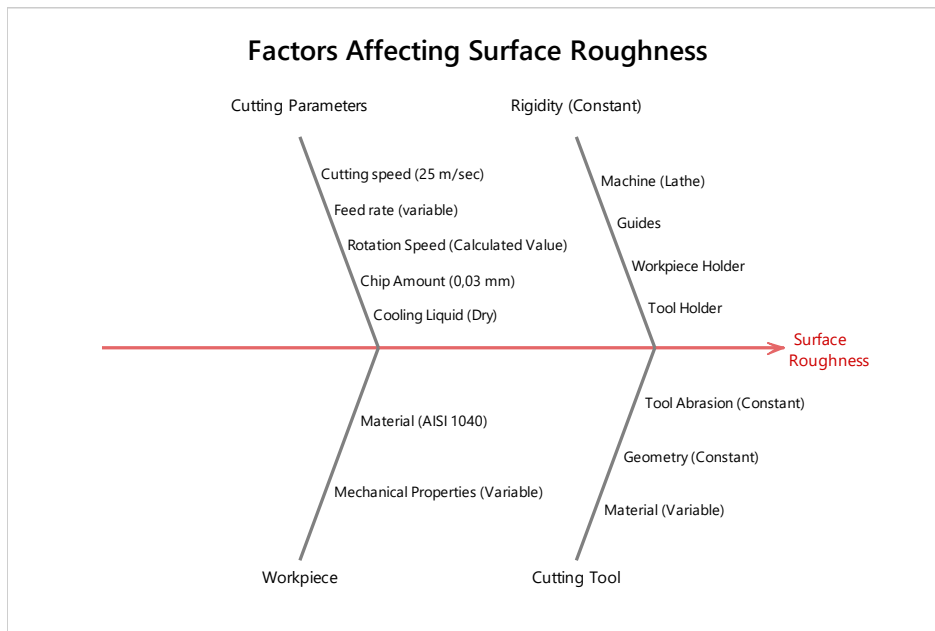 Factors Affecting Surface Roughness
Cutting Parameters
Rigidity (Constant)
Cutting speed (25 m/sec)
Feed rate (variable)
Rotation Speed (Calculated Value)
Chip Amount (0,03 mm)
Cooling Liquid (Dry)
Machine (Lathe)
Guides
Workpiece Holder
Tool Holder
Surface
Roughness
Material (AISI 1040)
Mechanical Properties (Variable)
Workpiece
Tool Abrasion (Constant)
Geometry (Constant)
Material (Variable)
Cutting Tool